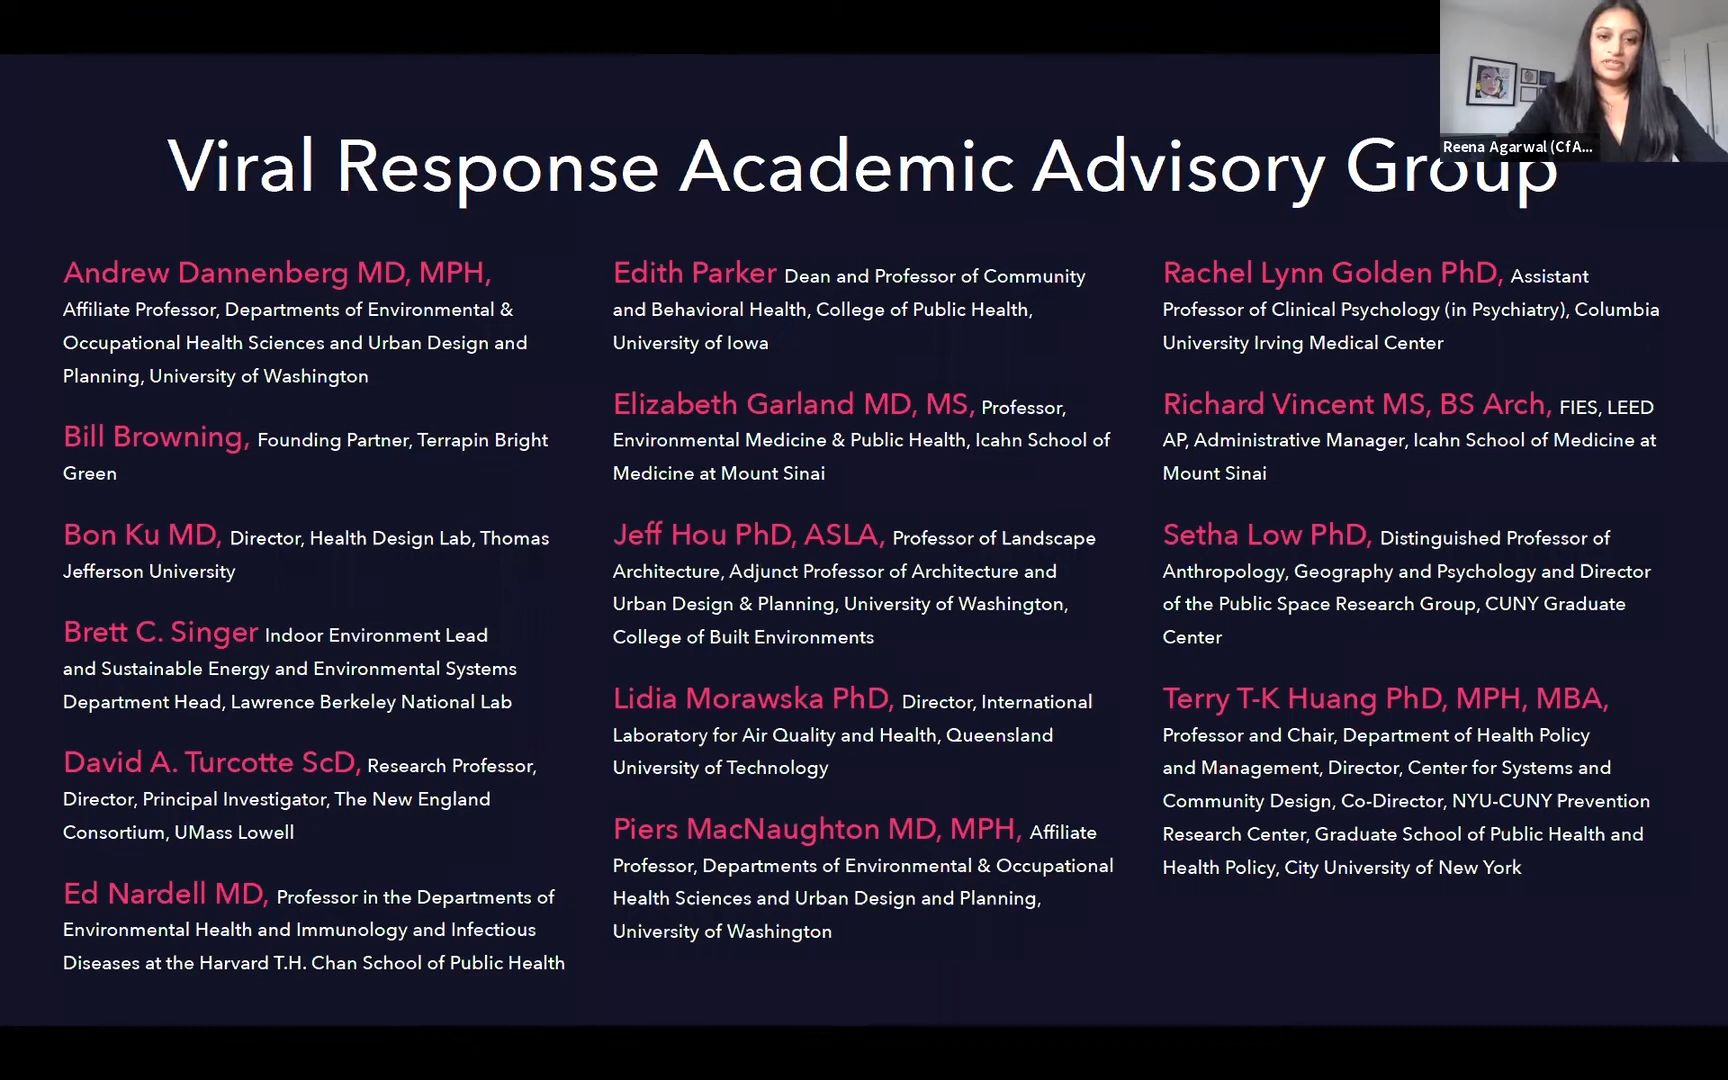 Reena Agarwal (CfA...
Viral Response Academic Advisory Group
Andrew Dannenberg MD, MPH,
Affiliate Professor, Departments of Environmental &
Occupational Health Sciences and Urban Design and
Planning, University of Washington
Bill Browning, Founding Partner, Terrapin Bright
Green
Bon Ku MD, Director, Health Design Lab, Thomas
Jefferson University
Brett C. Singer Indoor Environment Lead
and Sustainable Energy and Environmental Systems
Department Head, Lawrence Berkeley National Lab
David A. Turcotte ScD, Research Professor,
Director, Principal Investigator, The New England
Consortium, UMass Lowell
Ed Nardell MD, Professor in the Departments of
Environmental Health and Immunology and Infectious
Diseases at the Harvard T.H. Chan School of Public Health
Edith Parker Dean and Professor of Community
and Behavioral Health, College of Public Health,
University of Iowa
Elizabeth Garland MD, MS, Professor,
Environmental Medicine & Public Health, Icahn School of
Medicine at Mount Sinai
Jeff Hou PhD, ASLA, Professor of Landscape
Architecture, Adjunct Professor of Architecture and
Urban Design & Planning, University of Washington,
College of Built Environments
Lidia Morawska PhD, Director, International
Laboratory for Air Quality and Health, Queensland
University of Technology
Piers MacNaughton MD, MPH, Affiliate
Professor, Departments of Environmental & Occupational
Health Sciences and Urban Design and Planning,
University of Washington
Rachel Lynn Golden PhD, Assistant
Professor of Clinical Psychology (in Psychiatry), Columbia
University Irving Medical Center
Richard Vincent MS, BS Arch, FIES, LEED
AP, Administrative Manager, Icahn School of Medicine at
Mount Sinai
Setha Low PhD, Distinguished Professor of
Anthropology, Geography and Psychology and Director
of the Public Space Research Group, CUNY Graduate
Center
Terry T-K Huang PhD, MPH, MBA,
Professor and Chair, Department of Health Policy
and Management, Director, Center for Systems and
Community Design, Co-Director, NYU-CUNY Prevention
Research Center, Graduate School of Public Health and
Health Policy, City University of New York